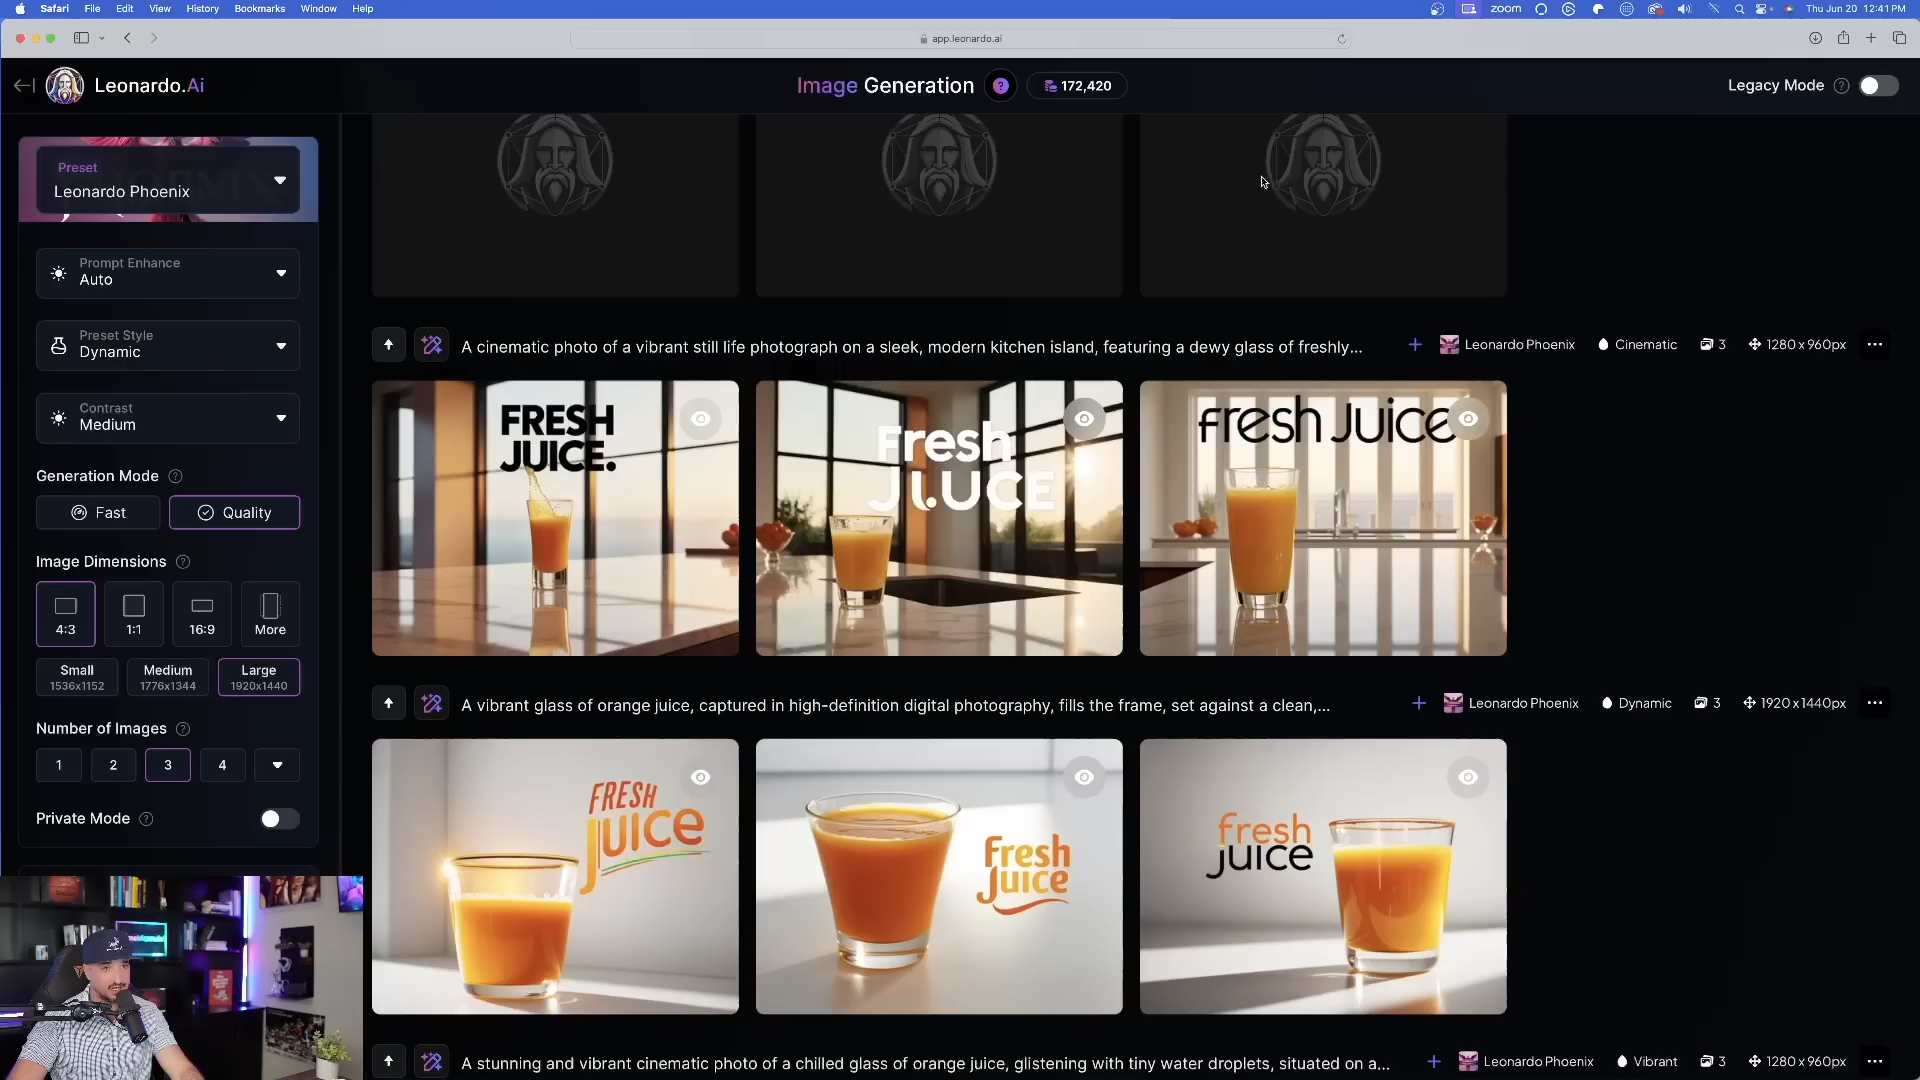 Safari File Edit View History Bookmarks Window Help
zoom
Thu Jun 20 12:41 PM
app.leonardo.ai
Leonardo.Ai
Image Generation
172,420
Legacy Mode
Preset
Leonardo Phoenix
Prompt Enhance
Auto
Preset Style
Dynamic
Contrast
Medium
Generation Mode
Fast
Quality
Image Dimensions
4:3
1:1
16:9
More
Small
1536x1152
Medium
1776x1344
Large
1920x1440
Number of Images
1
2
3
4
Private Mode
A cinematic photo of a vibrant still life photograph on a sleek, modern kitchen island, featuring a dewy glass of freshly...
Leonardo Phoenix
Cinematic
3
1280 x 960px
FRESH
JUICE.
Fresh
JI.UCE
fresh Juice
A vibrant glass of orange juice, captured in high-definition digital photography, fills the frame, set against a clean,...
Leonardo Phoenix
Dynamic
3
1920 x 1440px
FRESH
juice
Fresh
Juice
fresh
juice
A stunning and vibrant cinematic photo of a chilled glass of orange juice, glistening with tiny water droplets, situated on a...
Leonardo Phoenix
Vibrant
3
1280 x 960px